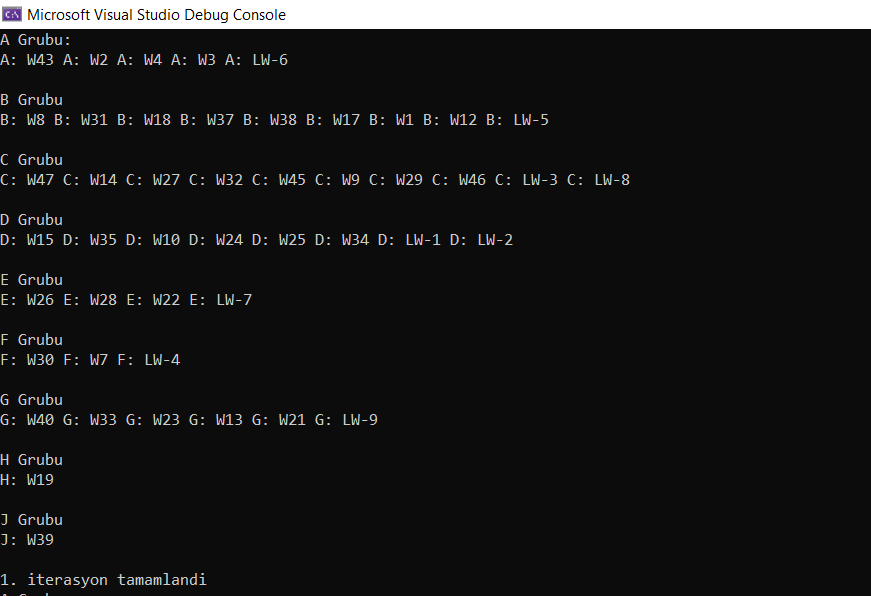 Microsoft Visual Studio Debug Console
A Grubu:
A: W43 A: W2 A: W4 A: W3 A: LW-6
B Grubu
B: W8 B: W31 B: W18 B: W37 B: W38 B: W17 B: W1 B: W12 B: LW-5
C Grubu
C: W47 C: W14 C: W27 C: W32 C: W45 C: W9 C: W29 C: W46 C: LW-3 C: LW-8
D Grubu
D: W15 D: W35 D: W10 D: W24 D: W25 D: W34 D: LW-1 D: LW-2
E Grubu
E: W26 E: W28 E: W22 E: LW-7
F Grubu
F: W30 F: W7 F: LW-4
G Grubu
G: W40 G: W33 G: W23 G: W13 G: W21 G: LW-9
H Grubu
H: W19
J Grubu
J: W39
1. iterasyon tamamlandi